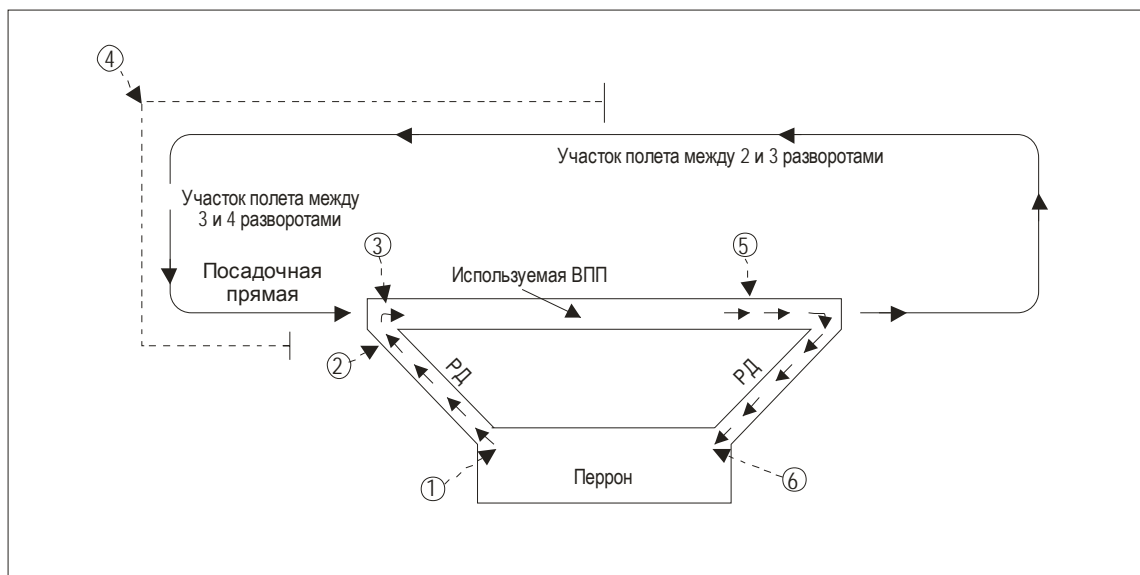 4
Участок полета между 2 и 3 разворотами
Участок полета между
3 и 4 разворотами
3
5
Посадочная
прямая
Используемая ВПП
2
РД
РД
1
Перрон
6